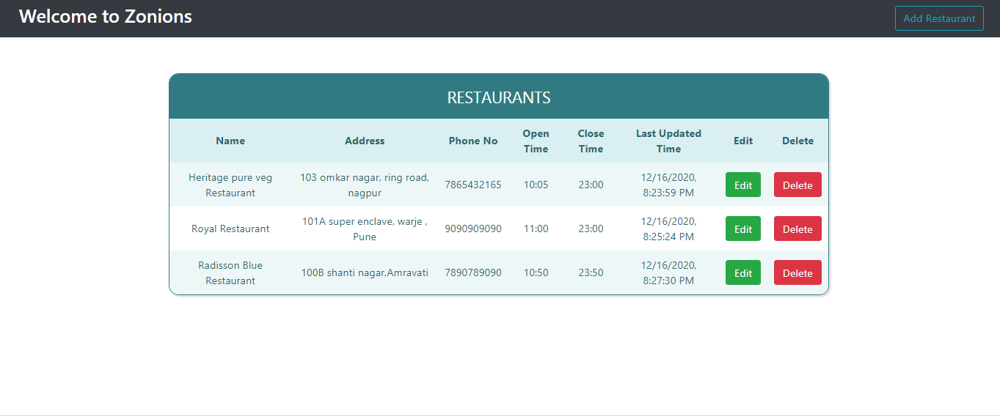 Welcome to Zonions
Add Restaurant
RESTAURANTS
Name Address Phone No Open Time Close Time Last Updated Time Edit Delete
Heritage pure veg Restaurant 103 omkar nagar, ring road, nagpur 7865432165 10:05 23:00 12/16/2020, 8:23:59 PM Edit Delete
Royal Restaurant 101A super enclave, warje , Pune 9090909090 11:00 23:00 12/16/2020, 8:25:24 PM Edit Delete
Radisson Blue Restaurant 100B shanti nagar,Amravati 7890789090 10:50 23:50 12/16/2020, 8:27:30 PM Edit Delete